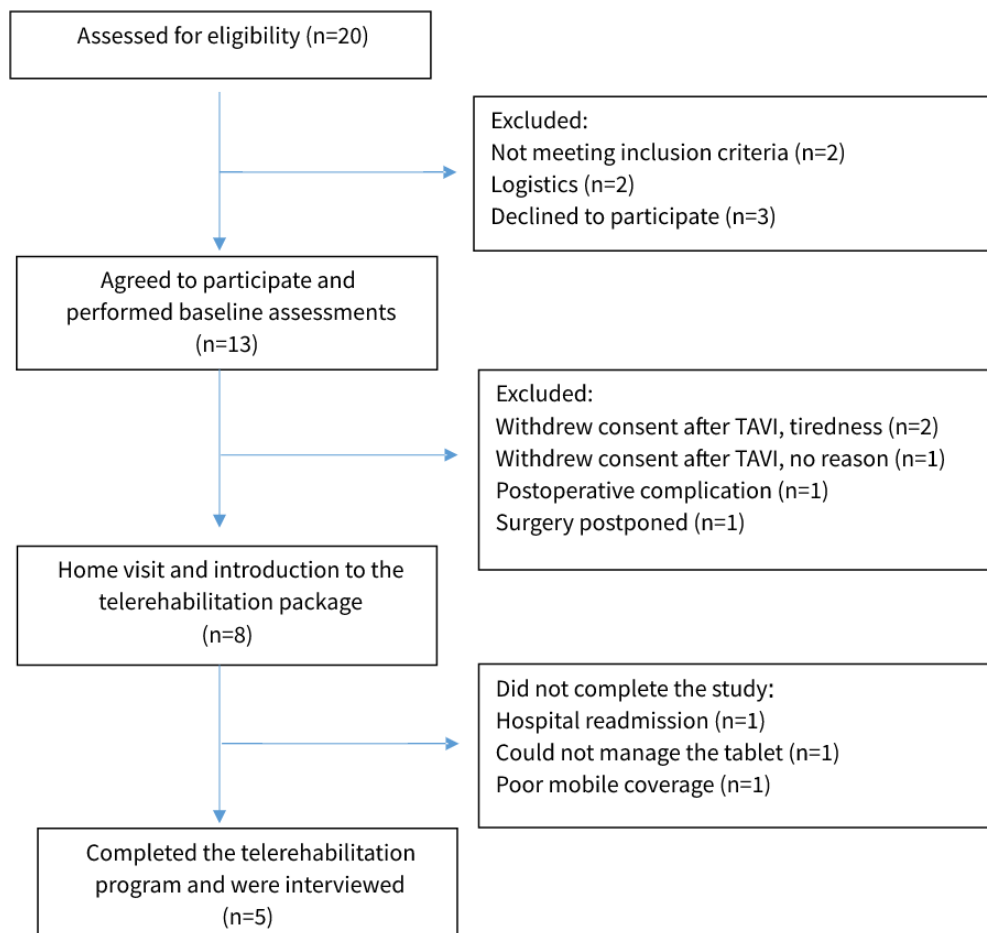 Assessed for eligibility (n=20)
Excluded:
Not meeting inclusion criteria (n=2)
Logistics (n=2)
Declined to participate (n=3)
Agreed to participate and
performed baseline assessments
(n=13)
Excluded:
Withdrew consent after TAVI, tiredness (n=2)
Withdrew consent after TAVI, no reason (n=1)
Postoperative complication (n=1)
Surgery postponed (n=1)
Home visit and introduction to the
telerehabilitation package
(n=8)
Did not complete the study:
Hospital readmission (n=1)
Could not manage the tablet (n=1)
Poor mobile coverage (n=1)
Completed the telerehabilitation
program and were interviewed
(n=5)